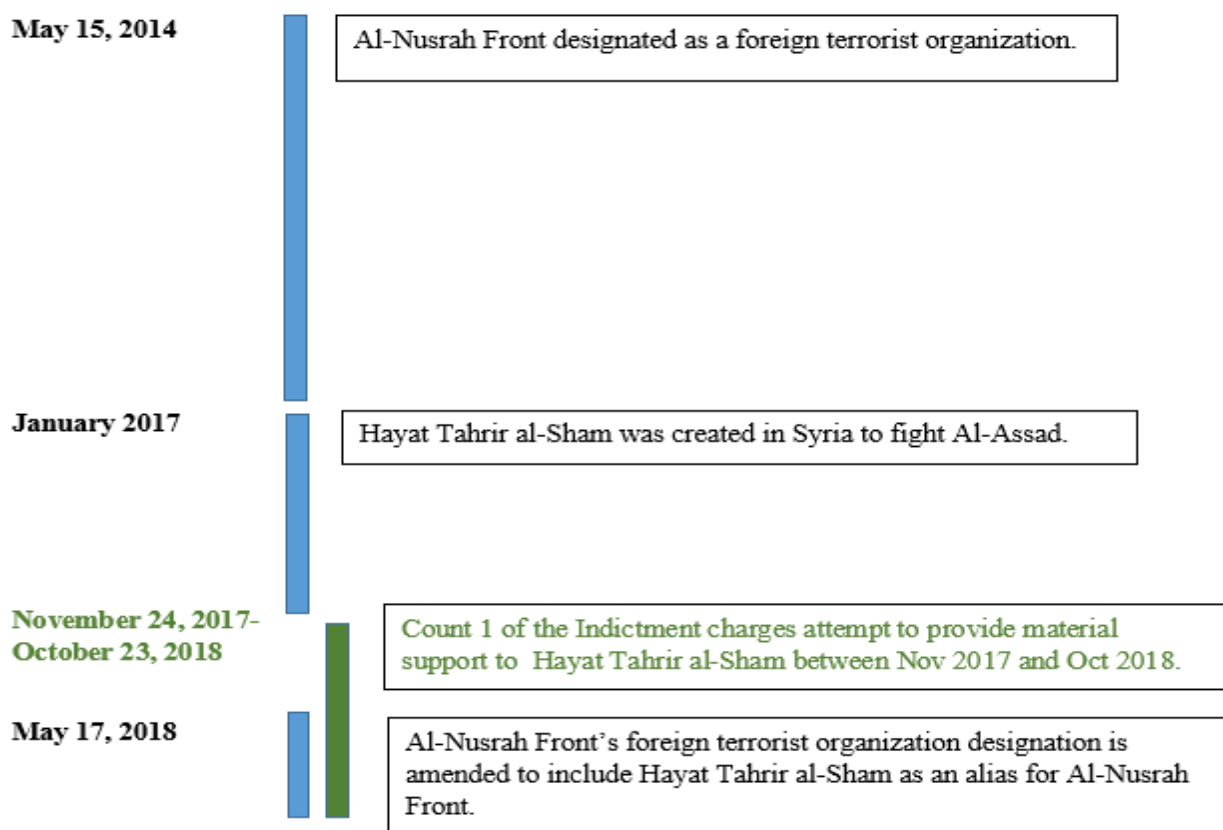 May 15, 2014
Al-Nusrah Front designated as a foreign terrorist organization.
January 2017
Hayat Tahrir al-Sham was created in Syria to fight Al-Assad.
November 24, 2017-
October 23, 2018
Count 1 of the Indictment charges attempt to provide material
support to Hayat Tahrir al-Sham between Nov 2017 and Oct 2018.
May 17, 2018
Al-Nusrah Front’s foreign terrorist organization designation is
amended to include Hayat Tahrir al-Sham as an alias for Al-Nusrah
Front.